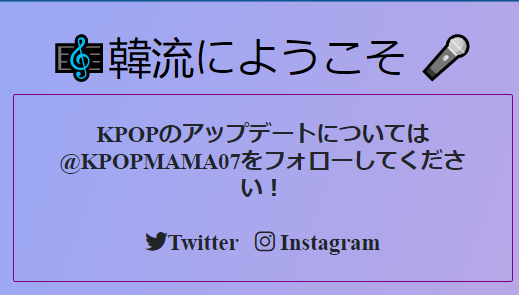 🎼韓流にようこそ 🎤
KPOPのアップデートについては
@KPOPMAMA07をフォローしてくださ
い！
Twitter Instagram